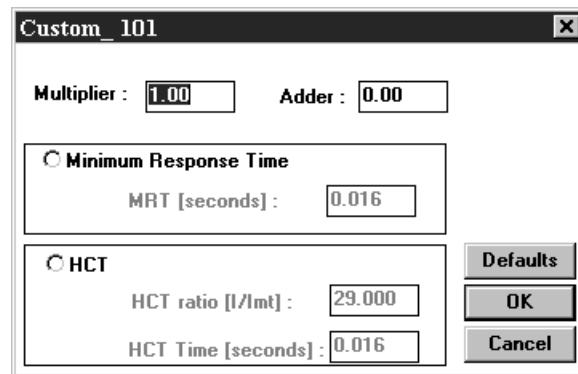 Custom_ 101
Multiplier : 1.00 Adder : 0.00
Minimum Response Time
MRT [seconds] : 0.016
HCT
HCT ratio [I/Imt] : 29.000
HCT Time [seconds] : 0.016
Defaults
OK
Cancel